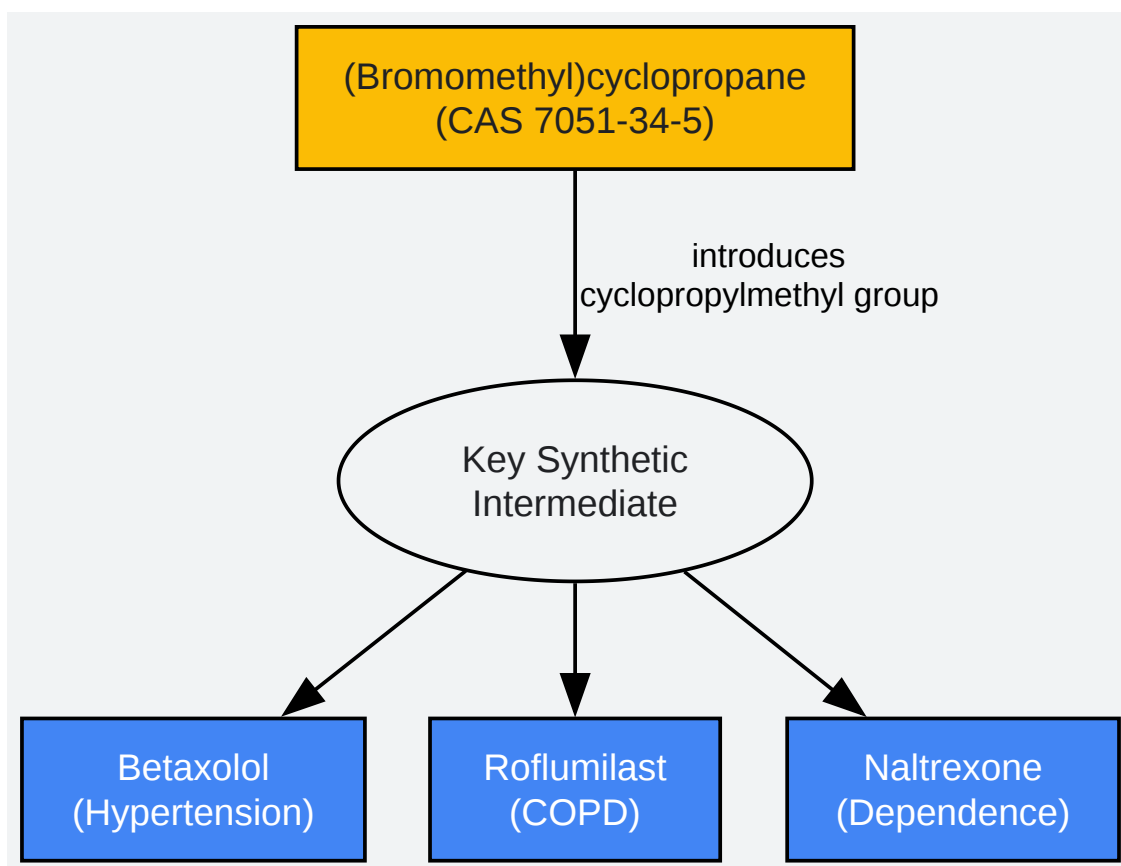 (Bromomethyl)cyclopropane
(CAS 7051-34-5)
introduces
cyclopropylmethyl group
Key Synthetic
Intermediate
Betaxolol
(Hypertension)
Roflumilast
(COPD)
Naltrexone
(Dependence)